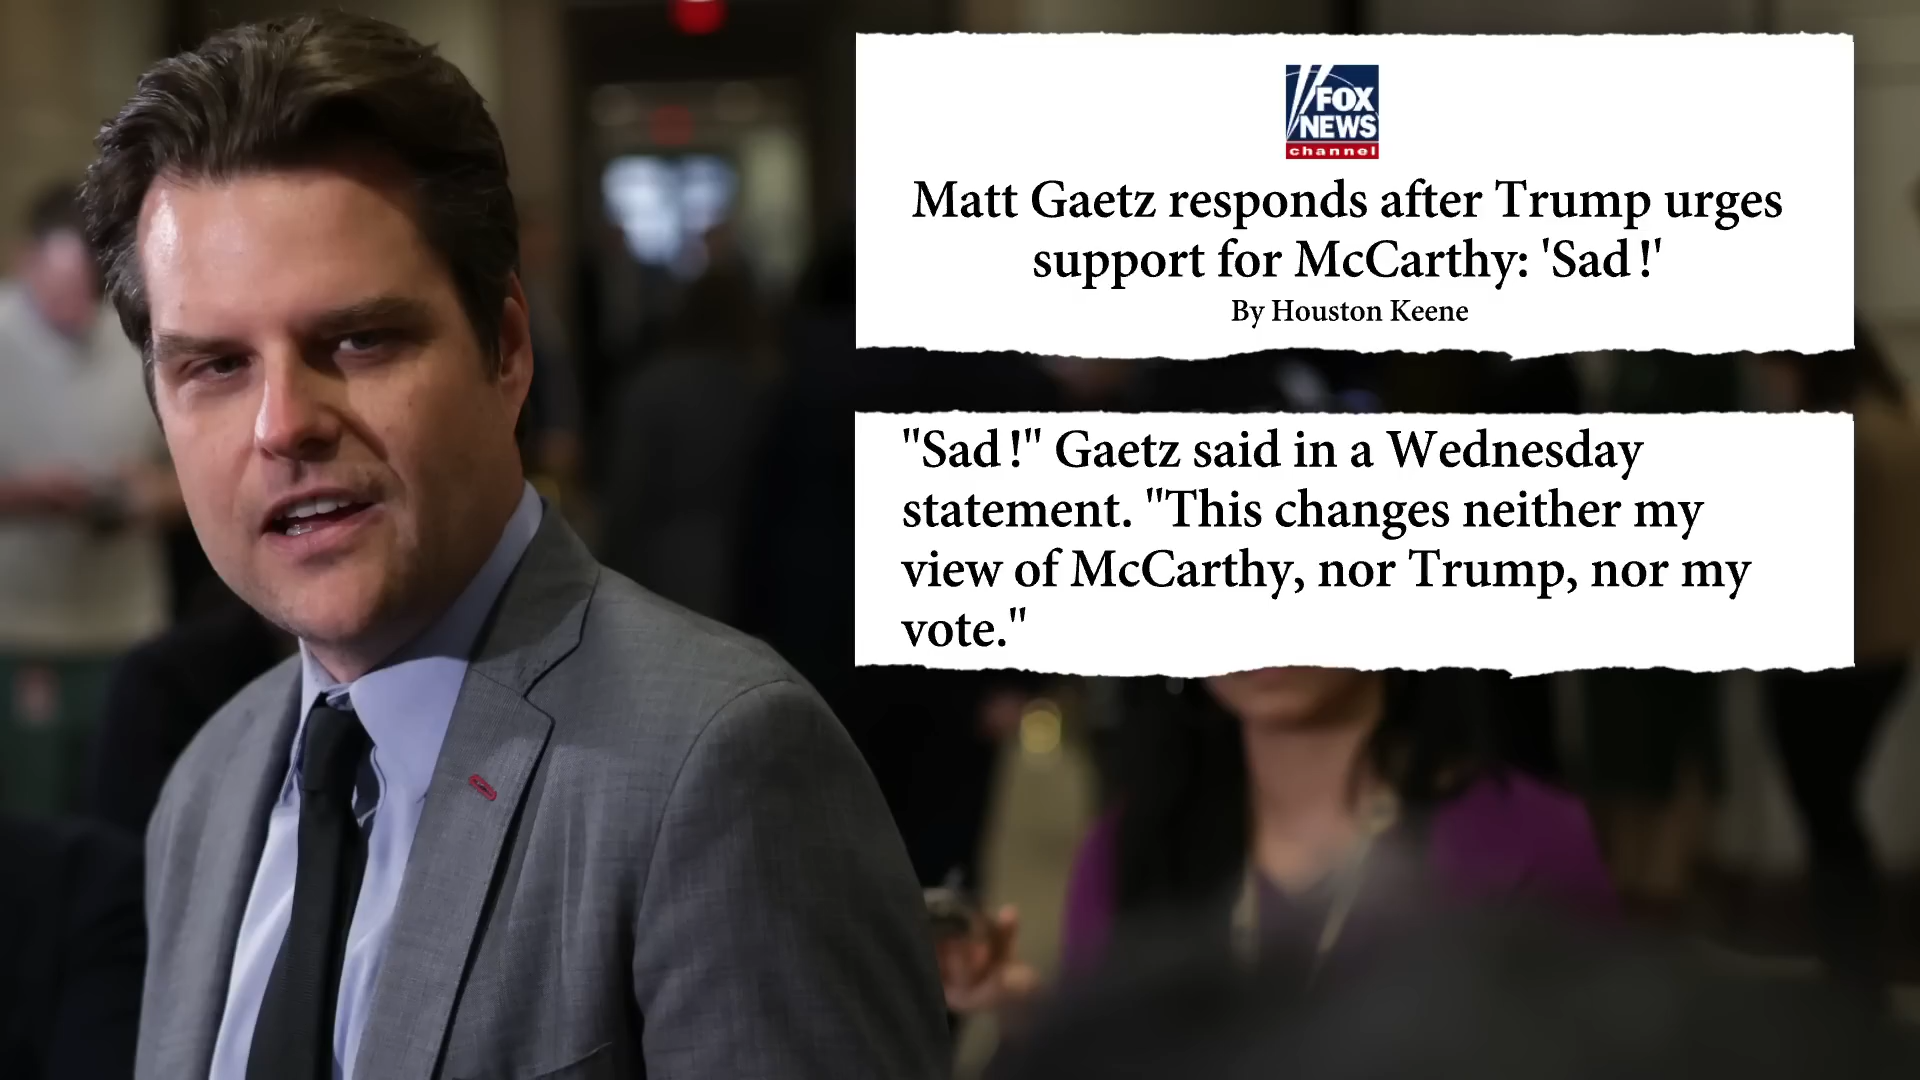 FOX
NEWS
channel
Matt Gaetz responds after Trump urges
support for McCarthy: 'Sad!'
By Houston Keene
"Sad!" Gaetz said in a Wednesday
statement. "This changes neither my
view of McCarthy, nor Trump, nor my
vote."